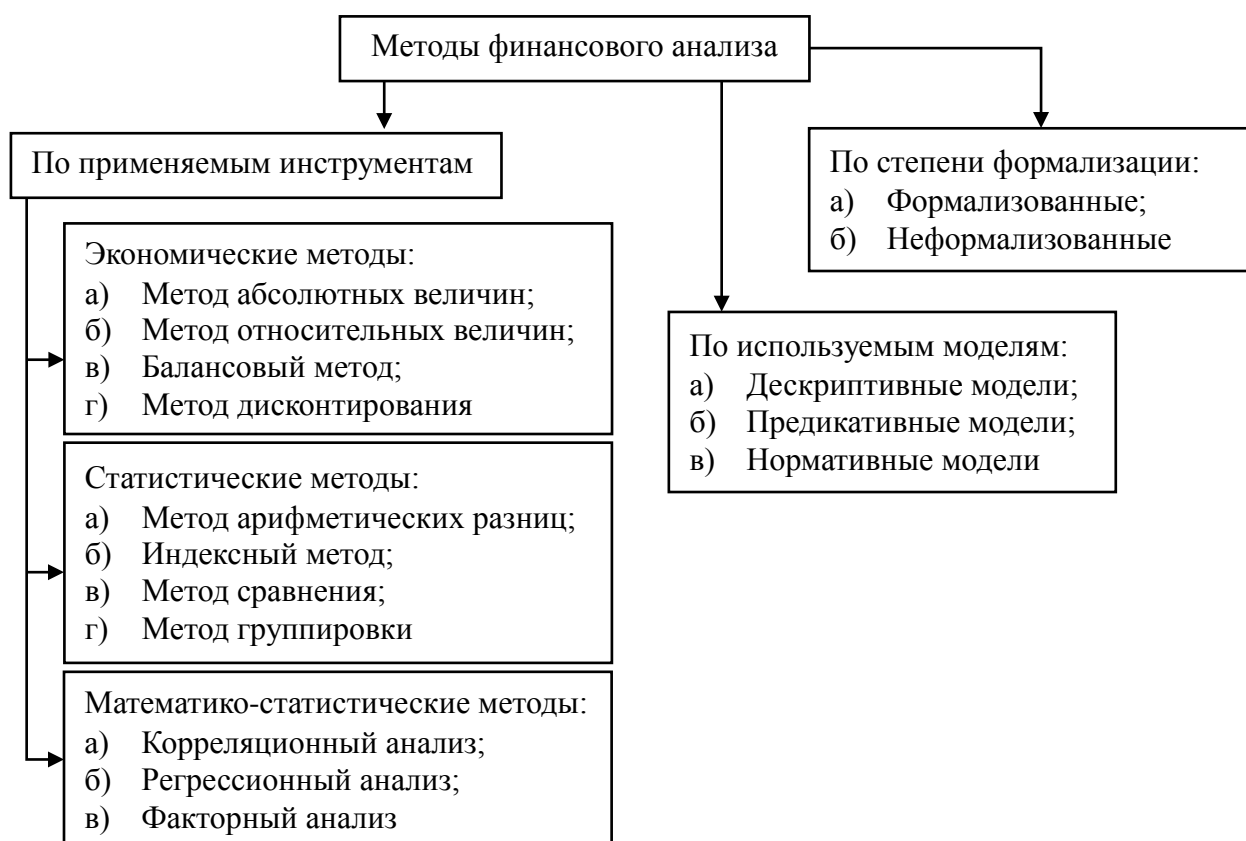 Методы финансового анализа
По применяемым инструментам
Экономические методы:
а) Метод абсолютных величин;
б) Метод относительных величин;
в) Балансовый метод;
г) Метод дисконтирования
Статистические методы:
а) Метод арифметических разниц;
б) Индексный метод;
в) Метод сравнения;
г) Метод группировки
Математико-статистические методы:
а) Корреляционный анализ;
б) Регрессионный анализ;
в) Факторный анализ
По используемым моделям:
а) Дескриптивные модели;
б) Предикативные модели;
в) Нормативные модели
По степени формализации:
а) Формализованные;
б) Неформализованные